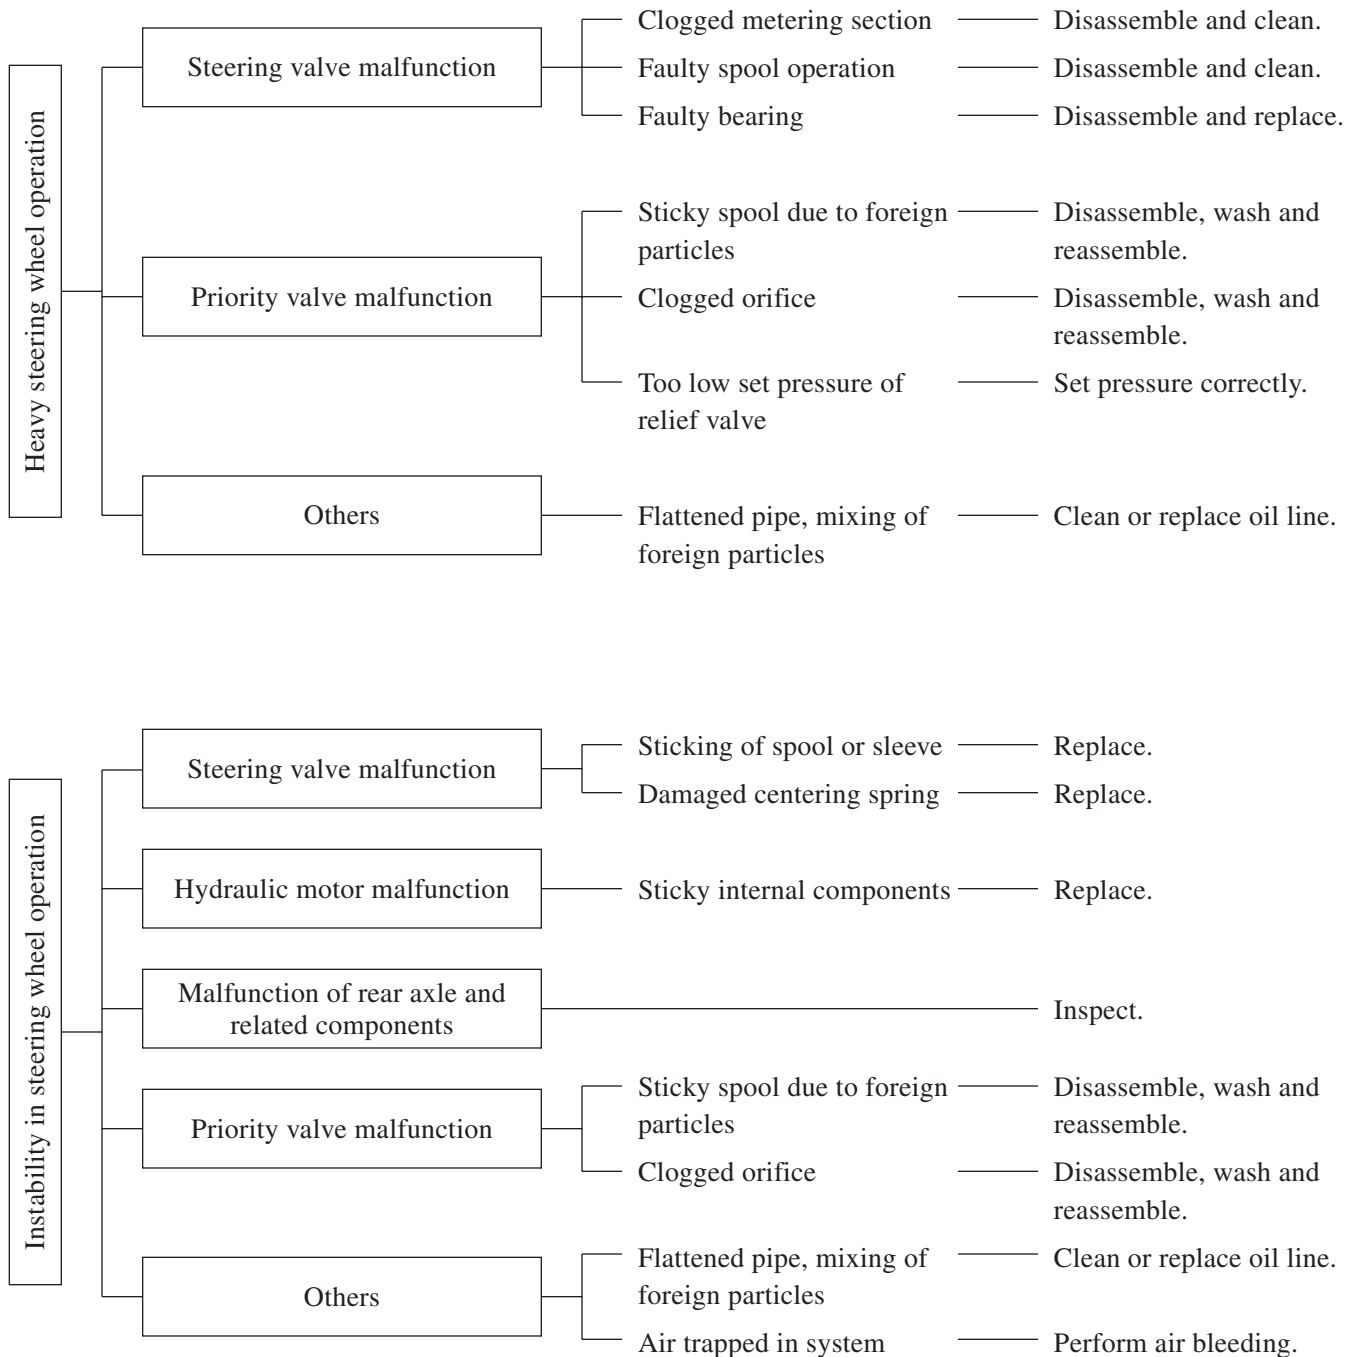 Heavy steering wheel operation
Steering valve malfunction
Clogged metering section
Disassemble and clean.
Faulty spool operation
Disassemble and clean.
Faulty bearing
Disassemble and replace.
Priority valve malfunction
Sticky spool due to foreign
particles
Disassemble, wash and
reassemble.
Clogged orifice
Disassemble, wash and
reassemble.
Too low set pressure of
relief valve
Set pressure correctly.
Others
Flattened pipe, mixing of
foreign particles
Clean or replace oil line.
Instability in steering wheel operation
Steering valve malfunction
Sticking of spool or sleeve
Replace.
Damaged centering spring
Replace.
Hydraulic motor malfunction
Sticky internal components
Replace.
Malfunction of rear axle and
related components
Inspect.
Priority valve malfunction
Sticky spool due to foreign
particles
Disassemble, wash and
reassemble.
Clogged orifice
Disassemble, wash and
reassemble.
Others
Flattened pipe, mixing of
foreign particles
Clean or replace oil line.
Air trapped in system
Perform air bleeding.